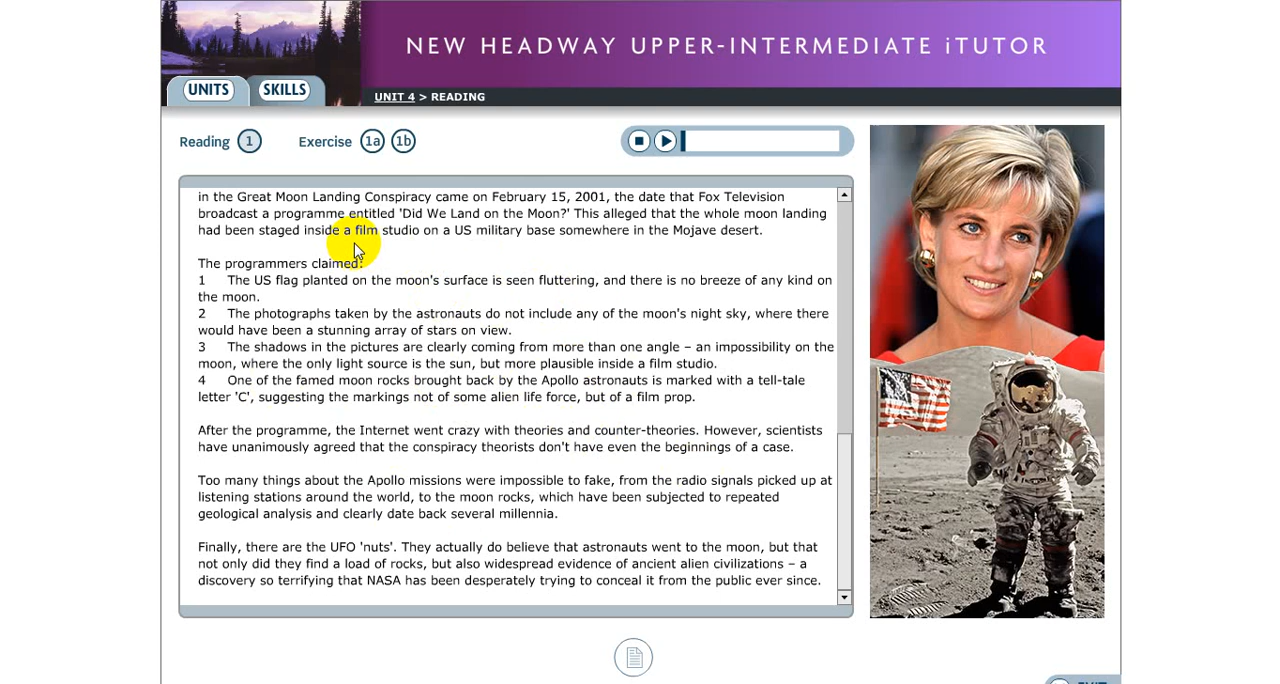 NEW HEADWAY UPPER-INTERMEDIATE iTUTOR
UNITS
SKILLS
UNIT 4 > READING
Reading 1 Exercise 1a 1b
in the Great Moon Landing Conspiracy came on February 15, 2001, the date that Fox Television
broadcast a programme entitled 'Did We Land on the Moon?' This alleged that the whole moon landing
had been staged inside a film studio on a US military base somewhere in the Mojave desert.
The programmers claimed:
1 The US flag planted on the moon's surface is seen fluttering, and there is no breeze of any kind on
the moon.
2 The photographs taken by the astronauts do not include any of the moon's night sky, where there
would have been a stunning array of stars on view.
3 The shadows in the pictures are clearly coming from more than one angle – an impossibility on the
moon, where the only light source is the sun, but more plausible inside a film studio.
4 One of the famed moon rocks brought back by the Apollo astronauts is marked with a tell-tale
letter 'C', suggesting the markings not of some alien life force, but of a film prop.
After the programme, the Internet went crazy with theories and counter-theories. However, scientists
have unanimously agreed that the conspiracy theorists don't have even the beginnings of a case.
Too many things about the Apollo missions were impossible to fake, from the radio signals picked up at
listening stations around the world, to the moon rocks, which have been subjected to repeated
geological analysis and clearly date back several millennia.
Finally, there are the UFO 'nuts'. They actually do believe that astronauts went to the moon, but that
not only did they find a load of rocks, but also widespread evidence of ancient alien civilizations – a
discovery so terrifying that NASA has been desperately trying to conceal it from the public ever since.